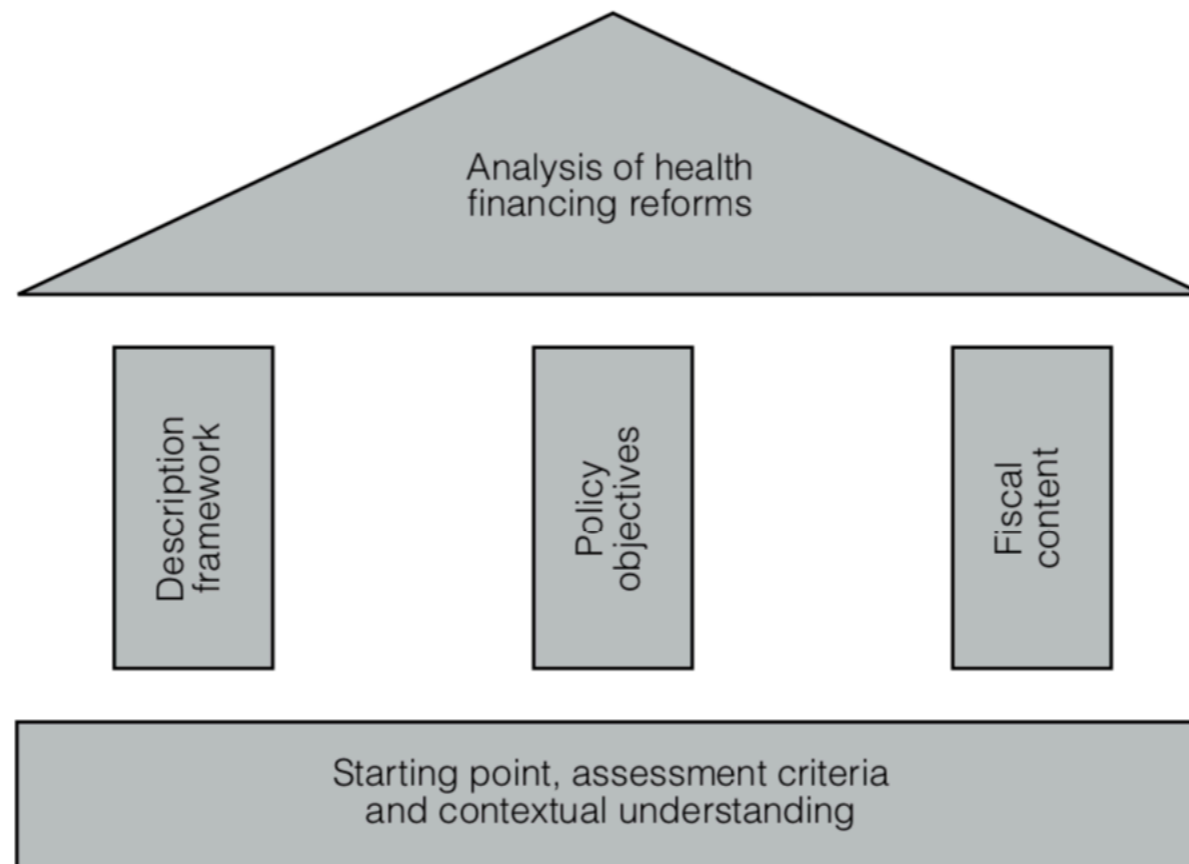 Analysis of health
financing reforms
Description
framework
Policy
objectives
Fiscal
content
Starting point, assessment criteria
and contextual understanding